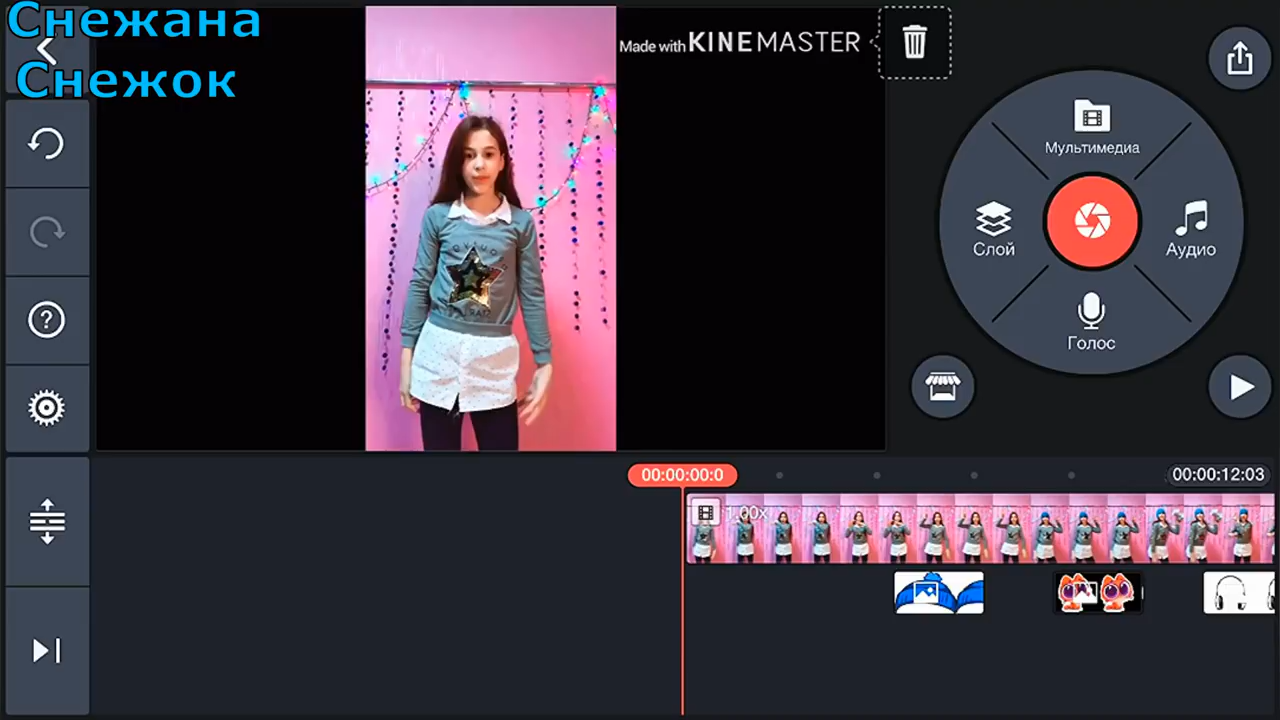 Снежана
Снежок
Made with KINEMASTER
Мультимедиа
Слой
Аудио
Голос
00:00:00:0
00:00:12:03
1.00x